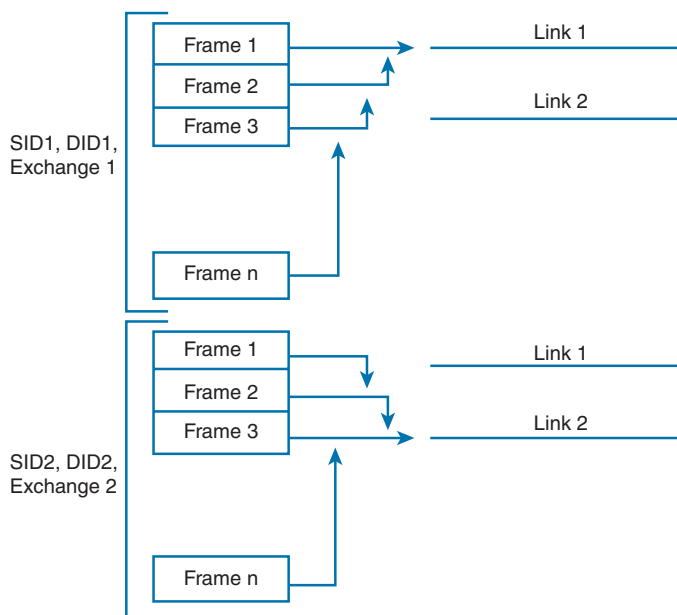 Frame 1
Link 1
Frame 2
Link 2
Frame 3
SID1, DID1,
Exchange 1
Frame n
Frame 1
Link 1
Frame 2
Link 2
Frame 3
SID2, DID2,
Exchange 2
Frame n